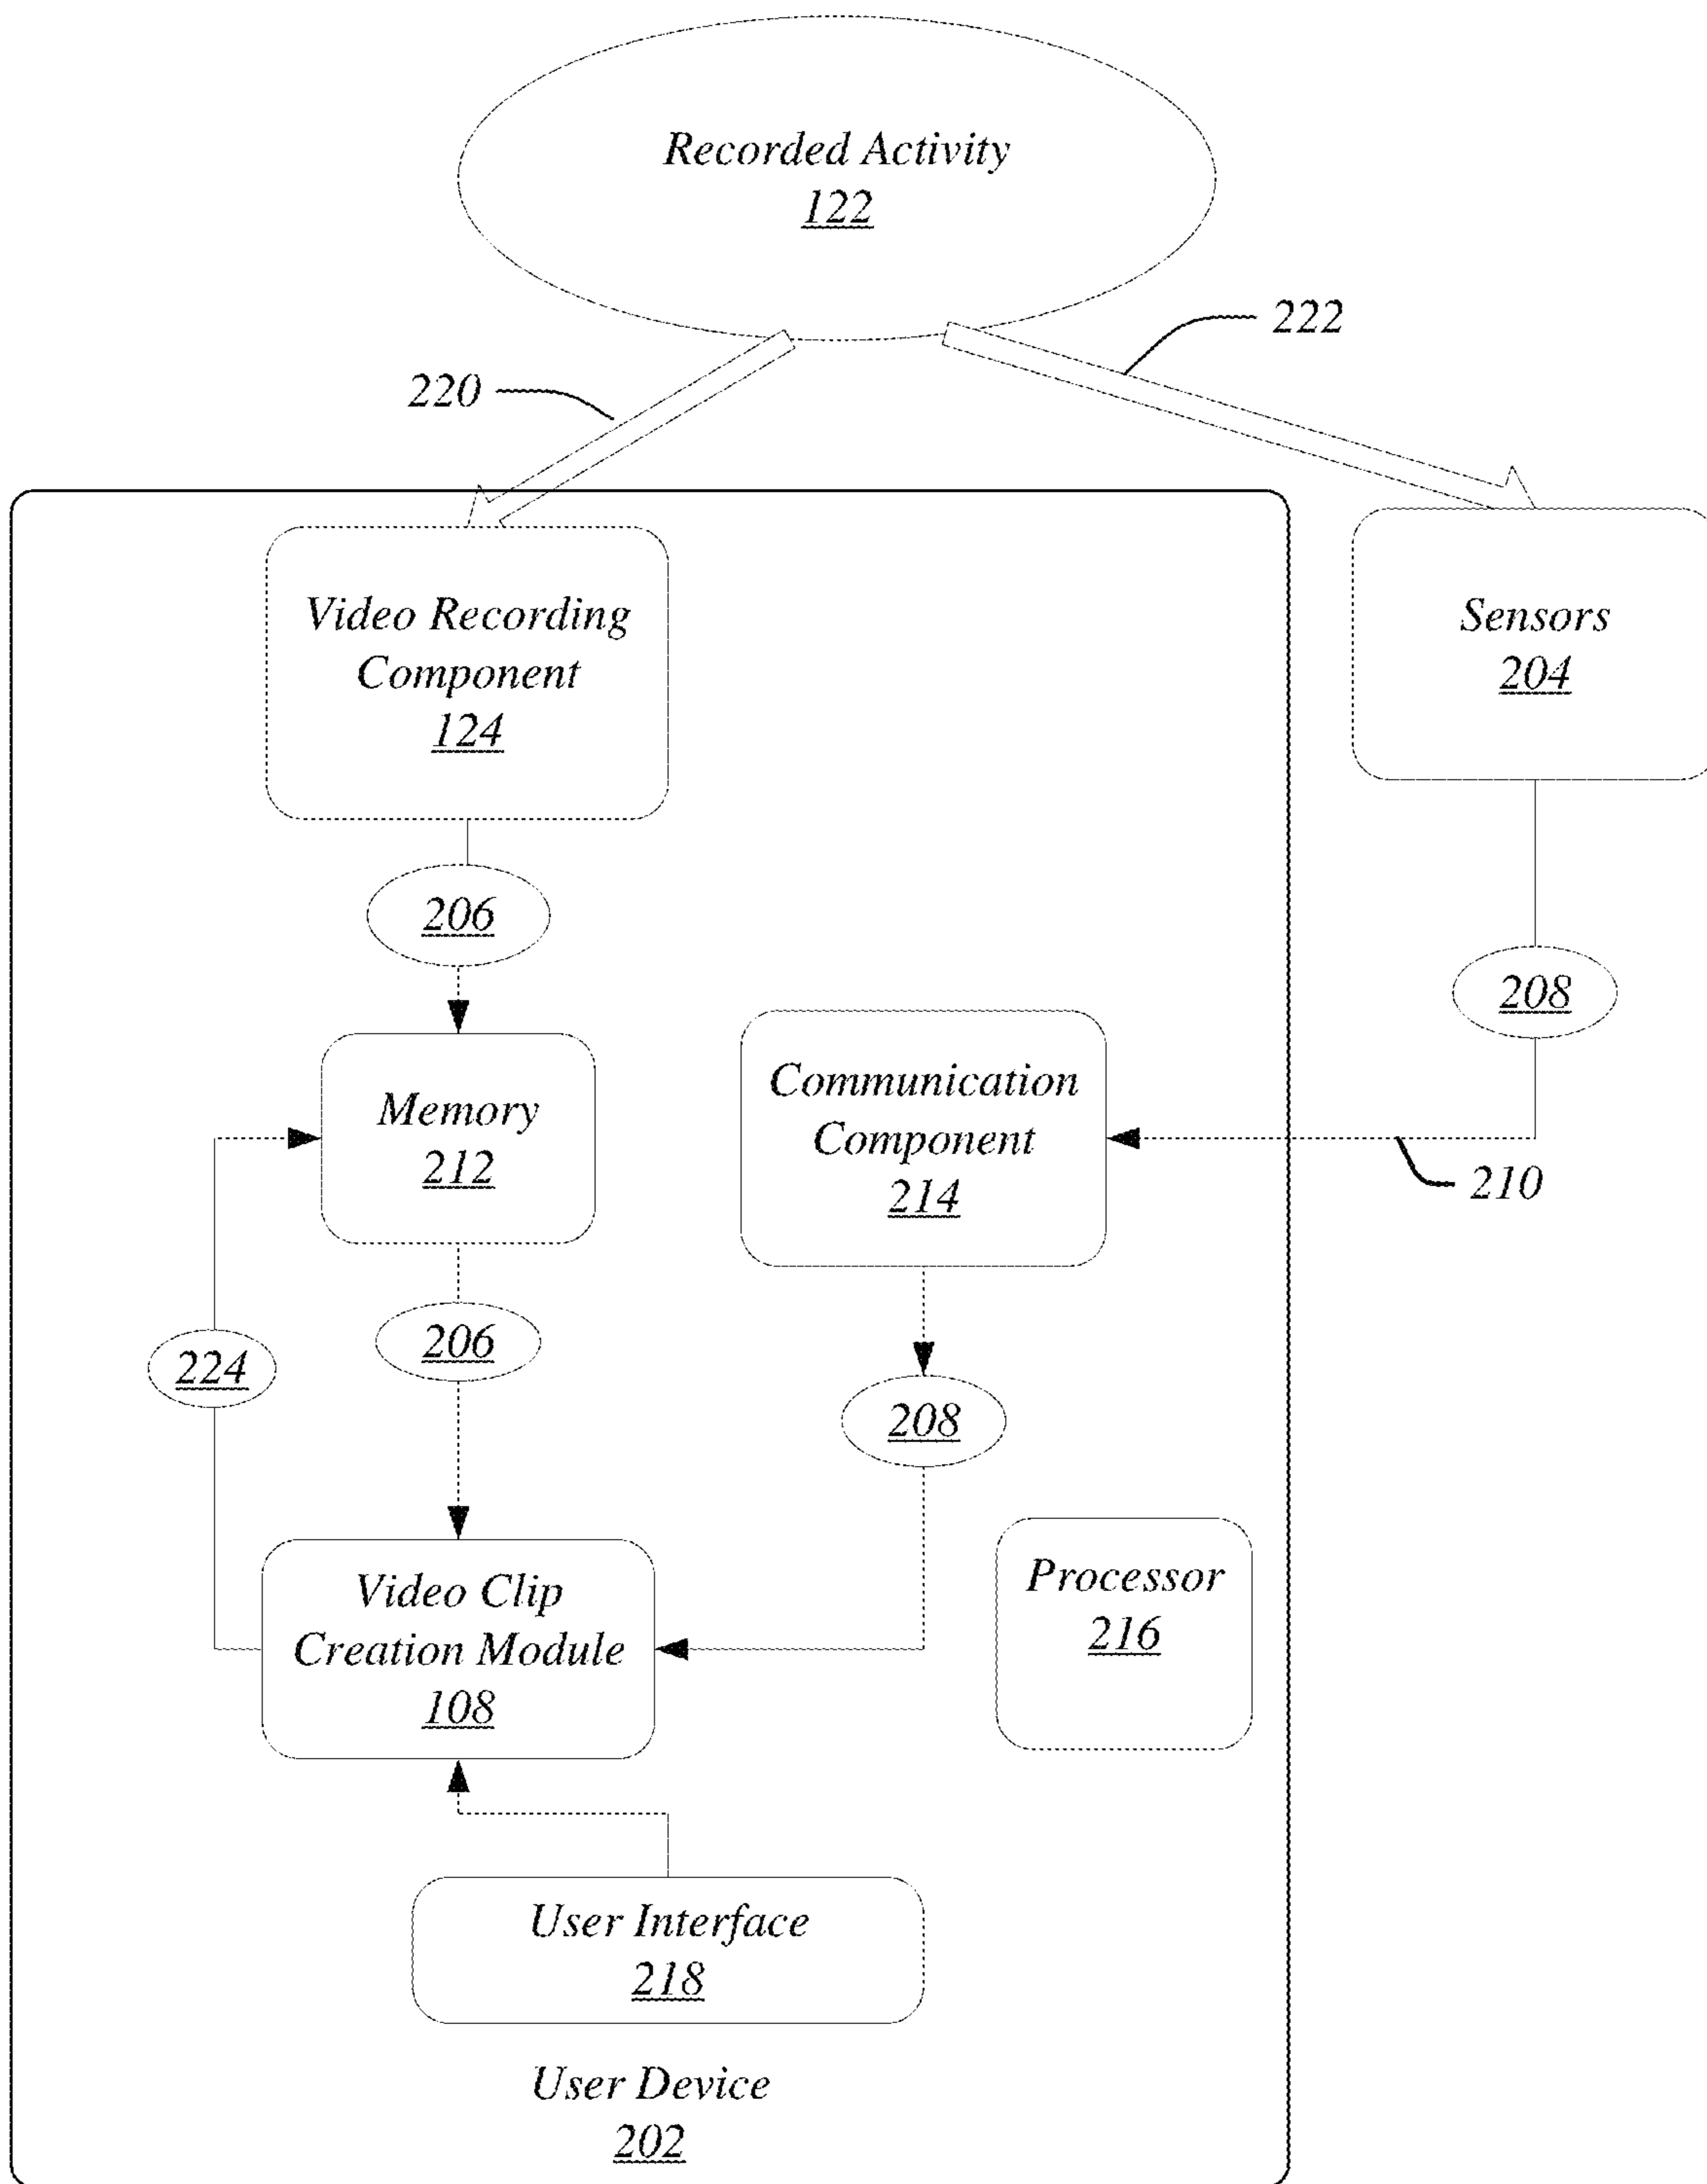 Recorded Activity
122
222
220
Video Recording
Component
124
Sensors
204
206
208
Communication
Component
214
Memory
212
210
206
224
208
Video Clip
Creation Module
108
Processor
216
User Interface
218
User Device
202